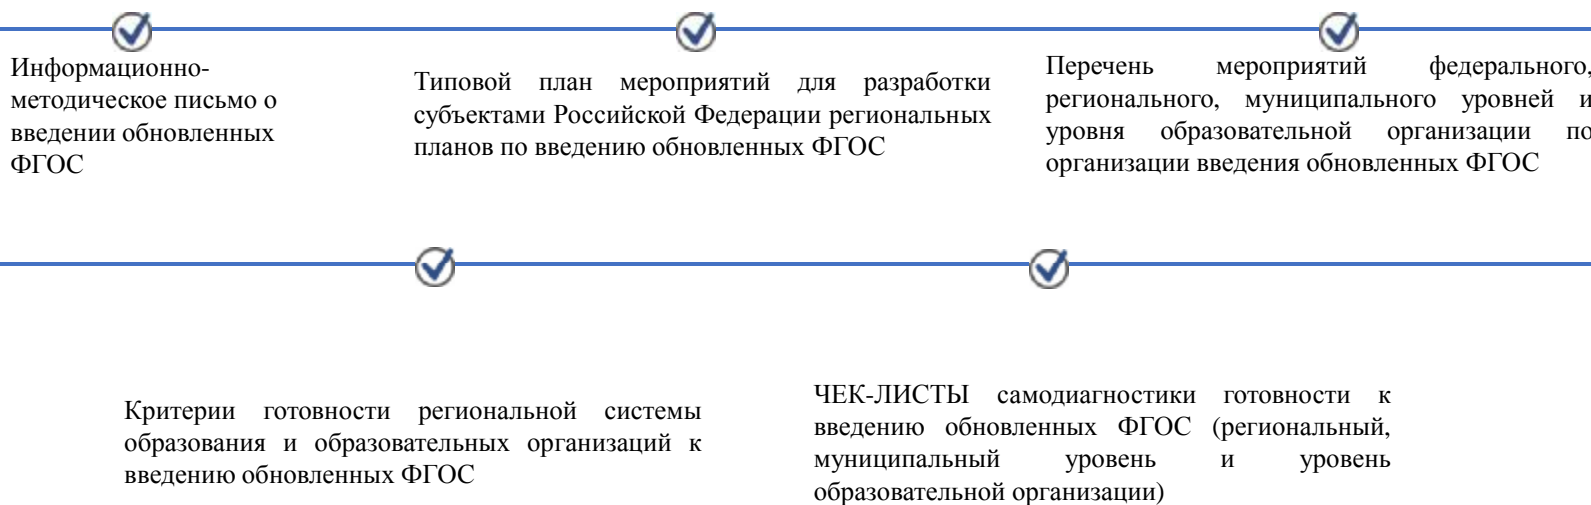 Информационно-
методическое письмо о
введении обновленных
ФГОС
Типовой план мероприятий для разработки
субъектами Российской Федерации региональных
планов по введению обновленных ФГОС
Перечень мероприятий федерального,
регионального, муниципального уровней и
уровня образовательной организации по
организации введения обновленных ФГОС
Критерии готовности региональной системы
образования и образовательных организаций к
введению обновленных ФГОС
ЧЕК-ЛИСТЫ самодиагностики готовности к
введению обновленных ФГОС (региональный,
муниципальный уровень и уровень
образовательной организации)